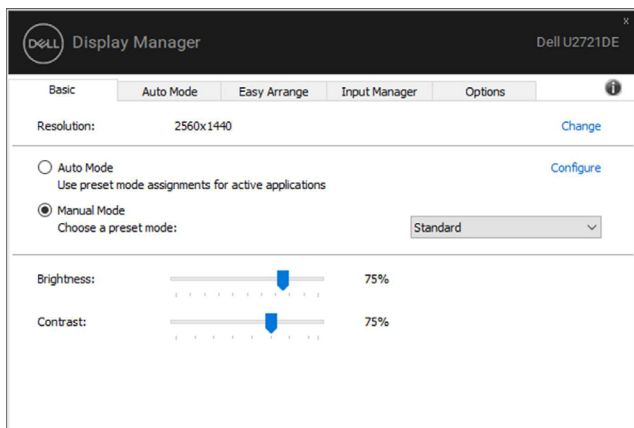 x
DELL Display Manager Dell U2721DE
Basic Auto Mode Easy Arrange Input Manager Options i
Resolution: 2560x1440 Change
Auto Mode Configure
Use preset mode assignments for active applications
Manual Mode
Choose a preset mode: Standard
Brightness: 75%
Contrast: 75%